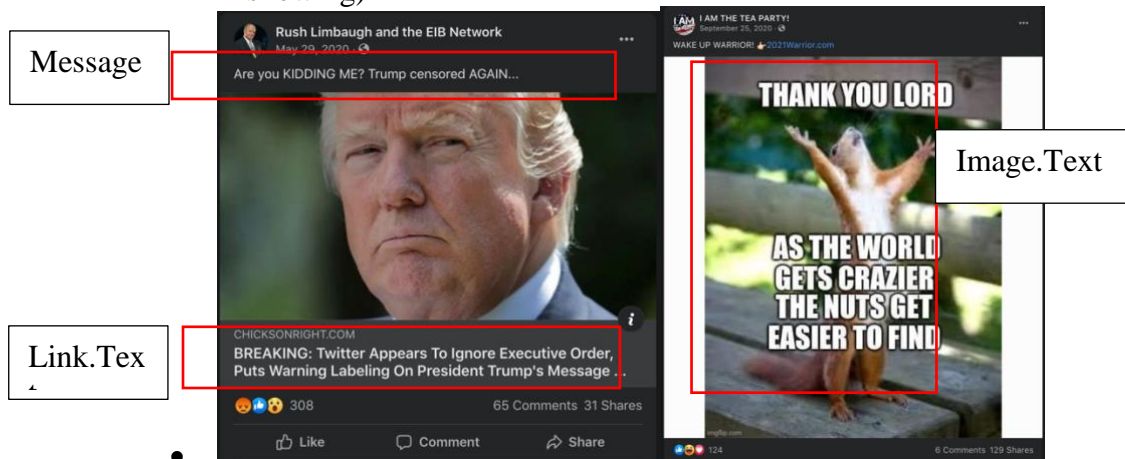 Message
Rush Limbaugh and the EIB Network
May 29, 2020
Are you KIDDING ME? Trump censored AGAIN...
CHICKSONRIGHT.COM
BREAKING: Twitter Appears To Ignore Executive Order,
Puts Warning Labeling On President Trump's Message ...
308
65 Comments 31 Shares
Like
Comment
Share
Link.Tex
I AM THE TEA PARTY!
September 25, 2020
WAKE UP WARRIOR! 2021Warrior.com
THANK YOU LORD
AS THE WORLD
GETS CRAZIER
THE NUTS GET
EASIER TO FIND
imgflip.com
124
6 Comments 129 Shares
Image.Text